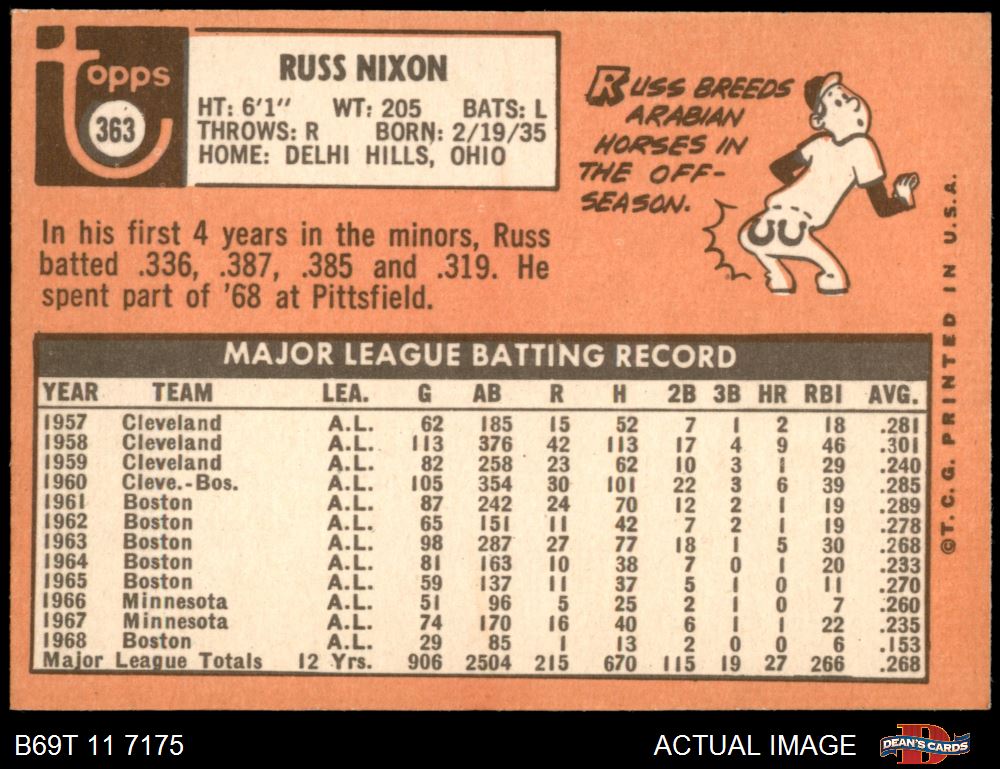 Topps
363
RUSS NIXON
HT: 6'1" WT: 205 BATS: L
THROWS: R BORN: 2/19/35
HOME: DELHI HILLS, OHIO
RUSS BREEDS
ARABIAN
HORSES IN
THE OFF-
SEASON.
In his first 4 years in the minors, Russ
batted .336, .387, .385 and .319. He
spent part of '68 at Pittsfield.
MAJOR LEAGUE BATTING RECORD
YEAR TEAM LEA. G AB R H 2B 3B HR RBI AVG.
1957 Cleveland A.L. 62 185 15 52 7 1 2 18 .281
1958 Cleveland A.L. 113 376 42 113 17 4 9 46 .301
1959 Cleveland A.L. 82 258 23 62 10 3 1 29 .240
1960 Cleve.-Bos. A.L. 105 354 30 101 22 3 6 39 .285
1961 Boston A.L. 87 242 24 70 12 2 1 19 .289
1962 Boston A.L. 65 151 11 42 7 2 1 19 .278
1963 Boston A.L. 98 287 27 77 18 1 5 30 .268
1964 Boston A.L. 81 163 10 38 7 0 1 20 .233
1965 Boston A.L. 59 137 11 37 5 1 0 11 .270
1966 Minnesota A.L. 51 96 5 25 2 1 0 7 .260
1967 Minnesota A.L. 74 170 16 40 6 1 1 22 .235
1968 Boston A.L. 29 85 1 13 2 0 0 6 .153
Major League Totals 12 Yrs. 906 2504 215 670 115 19 27 266 .268
©T. C. G. PRINTED IN U.S.A.
B69T 11 7175 ACTUAL IMAGE
DEAN'S CARDS